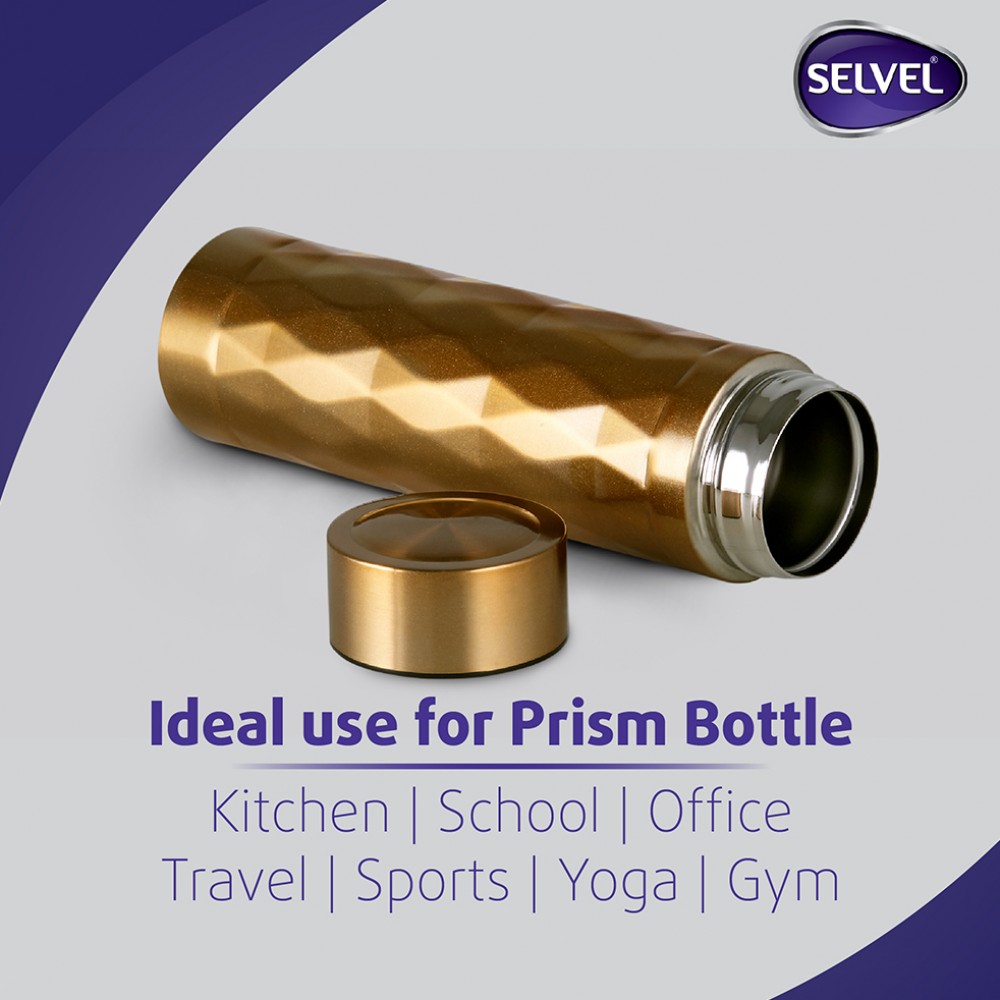 SELVEL®
Ideal use for Prism Bottle
Kitchen | School | Office
Travel | Sports | Yoga | Gym